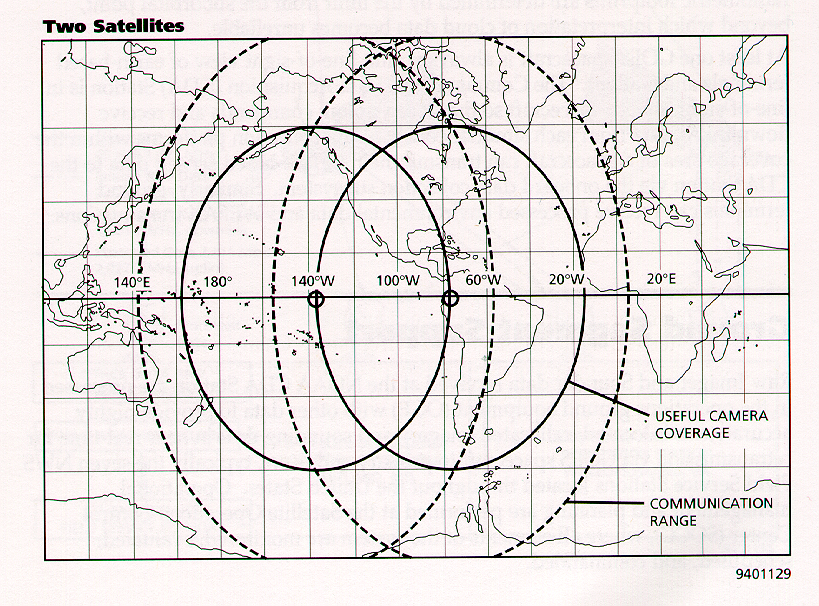 Two Satellites
140°E 180° 140°W 100°W 60°W 20°W 20°E
USEFUL CAMERA
COVERAGE
COMMUNICATION
RANGE
9401129